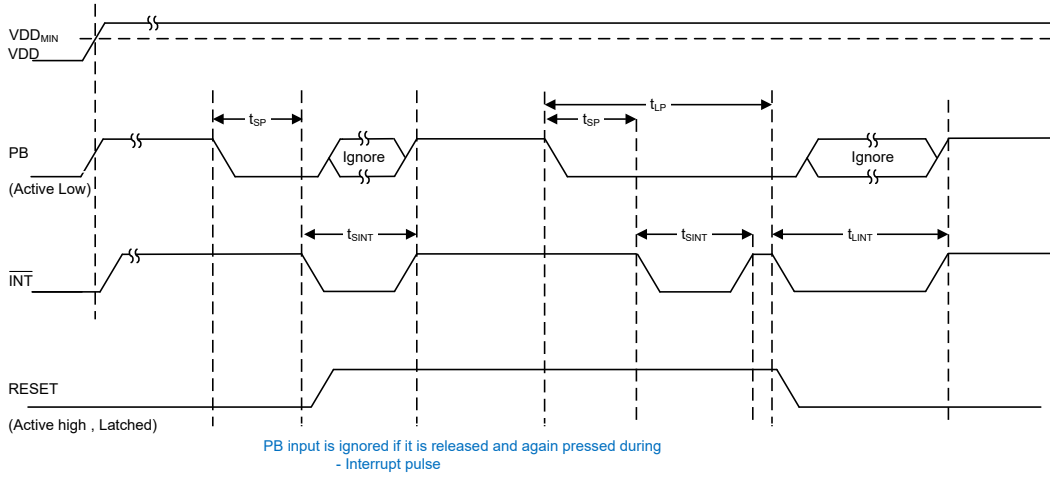 VDDMIN
VDD
tLP
tSP
tSP
PB
Ignore
Ignore
(Active Low)
tSINT
tSINT
tLINT
INT
RESET
(Active high , Latched)
PB input is ignored if it is released and again pressed during
- Interrupt pulse